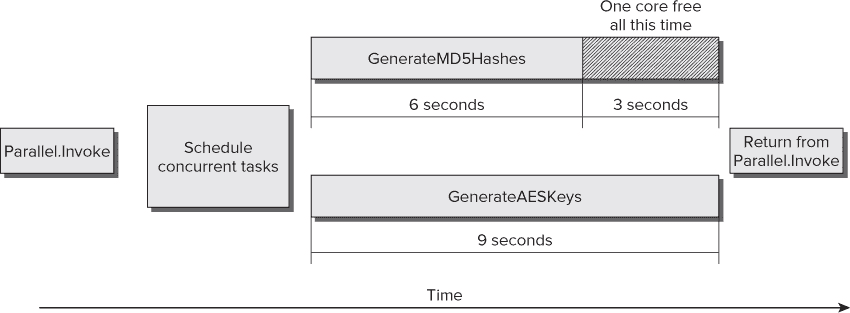 One core free
all this time
GenerateMD5Hashes
6 seconds
3 seconds
Parallel.Invoke
Schedule
concurrent tasks
Return from
Parallel.Invoke
GenerateAESKeys
9 seconds
Time